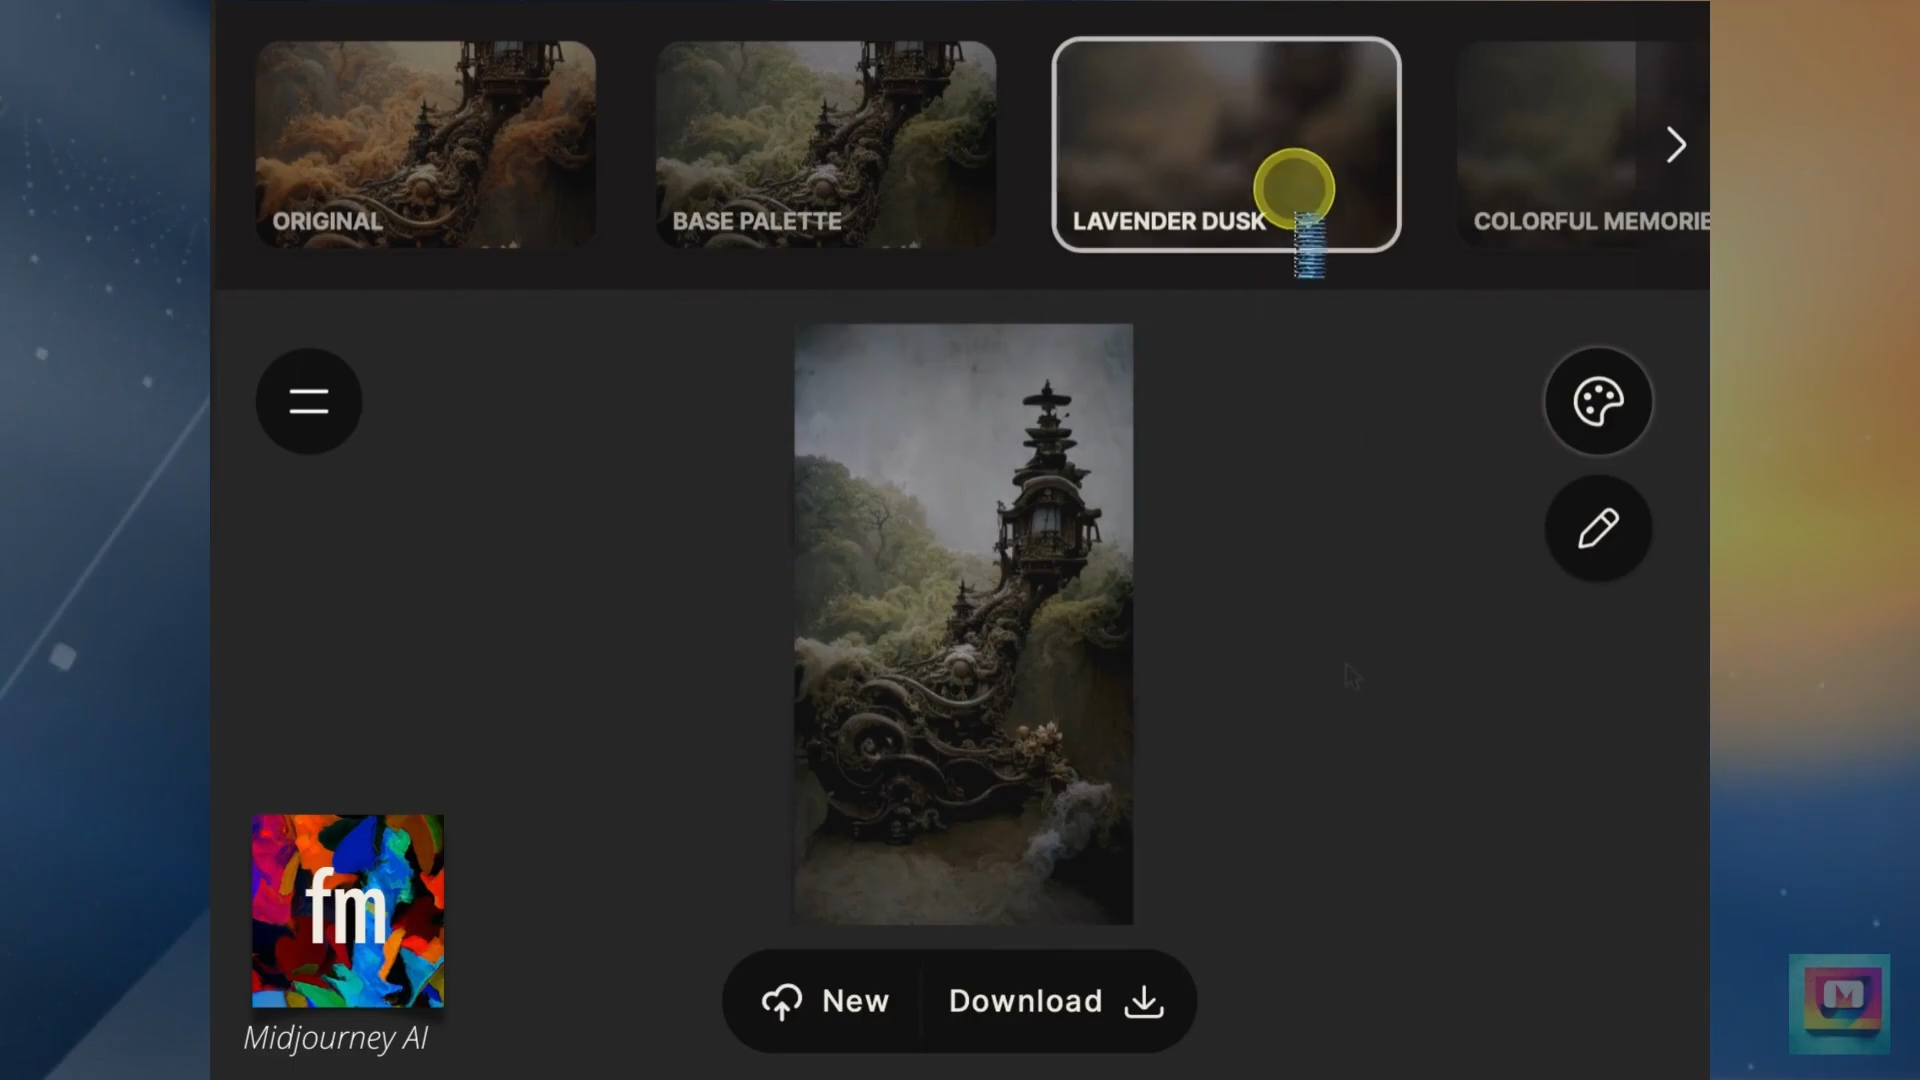 ORIGINAL
BASE PALETTE
LAVENDER DUSK
COLORFUL MEMORIE
fm
Midjourney AI
New
Download
M